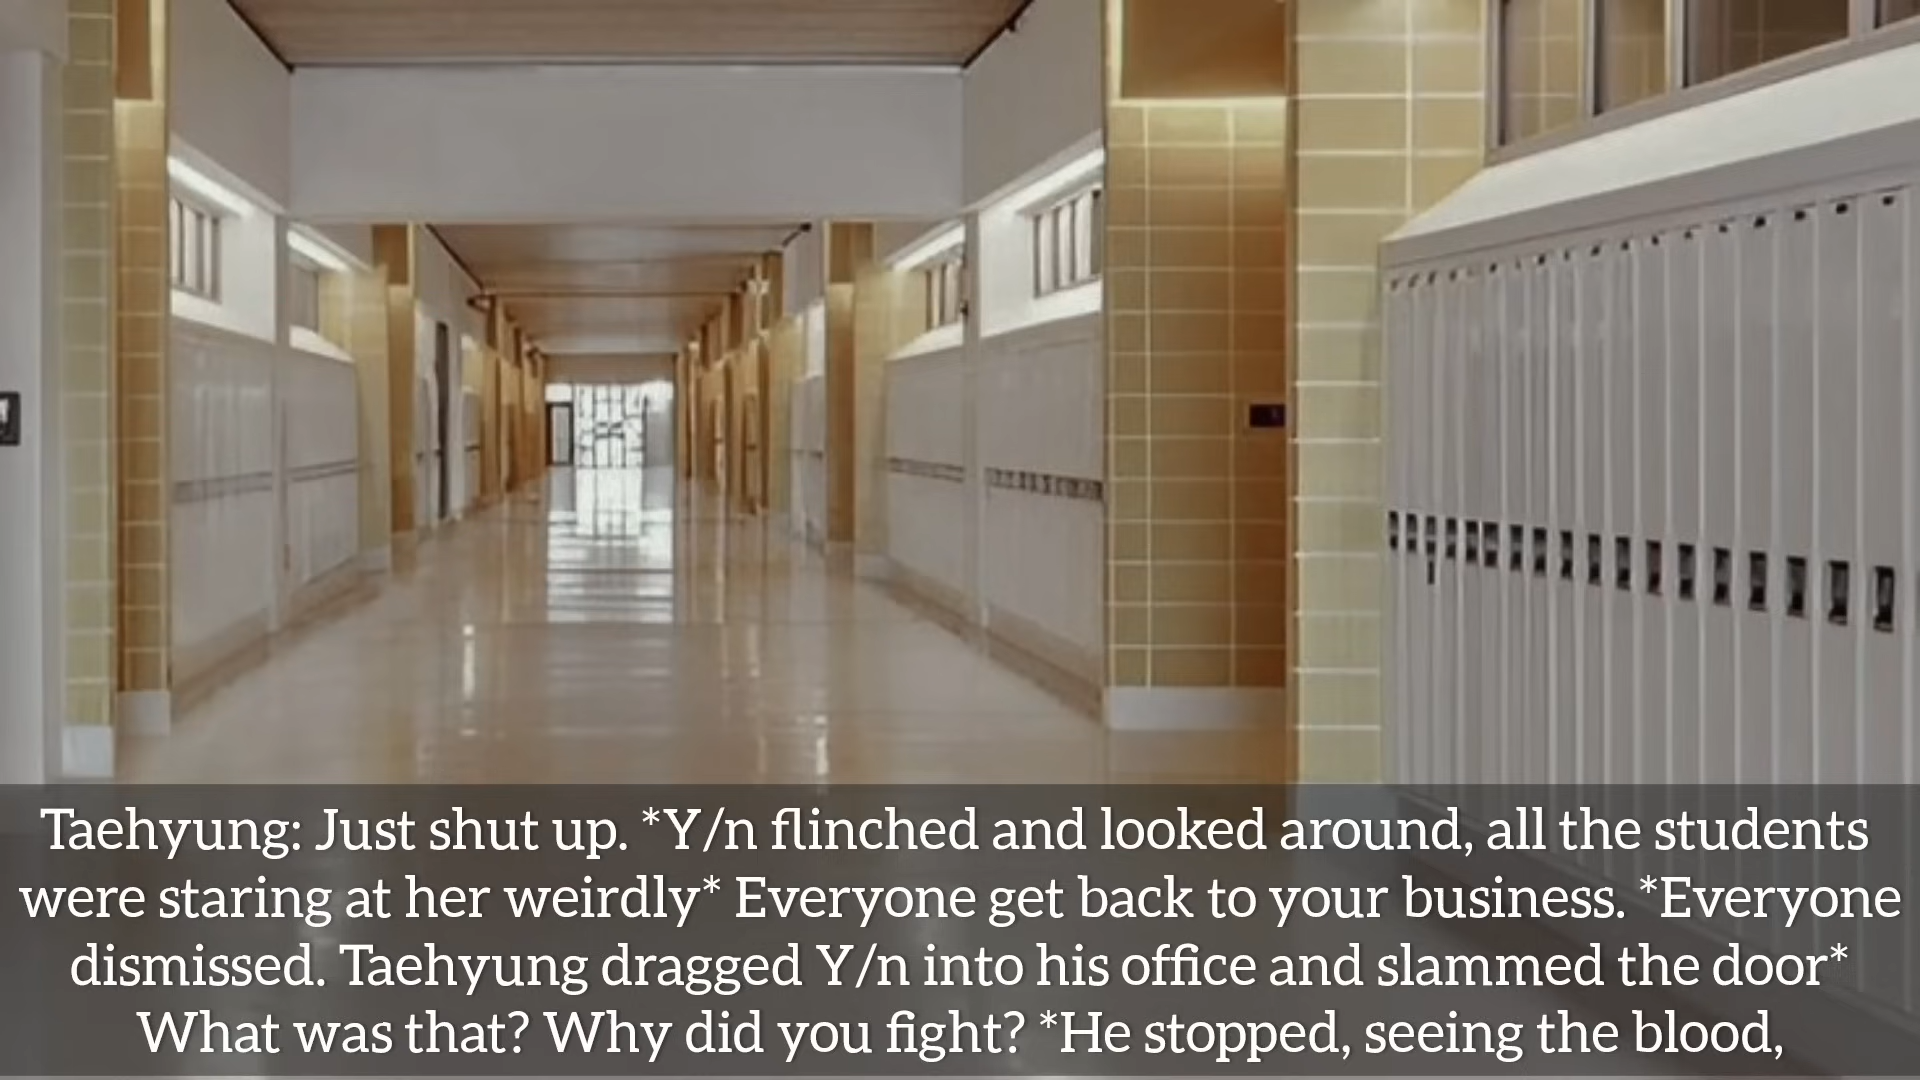 Taehyung: Just shut up. *Y/n flinched and looked around, all the students
were staring at her weirdly* Everyone get back to your business. *Everyone
dismissed. Taehyung dragged Y/n into his office and slammed the door*
What was that? Why did you fight? *He stopped, seeing the blood,